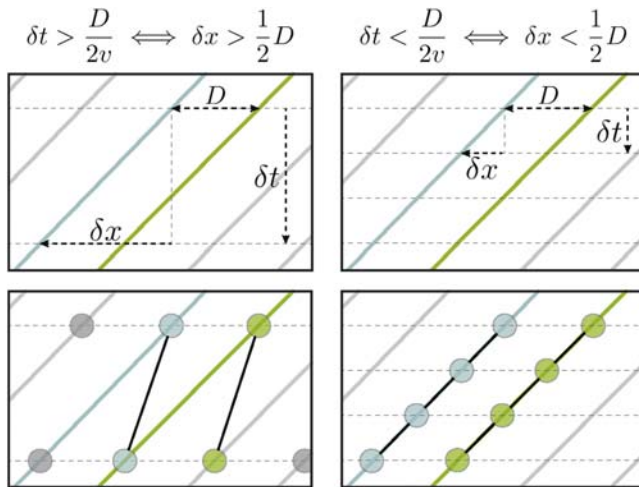 δt > D/2v ⟺ δx > 1/2 D
δt < D/2v ⟺ δx < 1/2 D
D
δt
δx
D
δt
δx